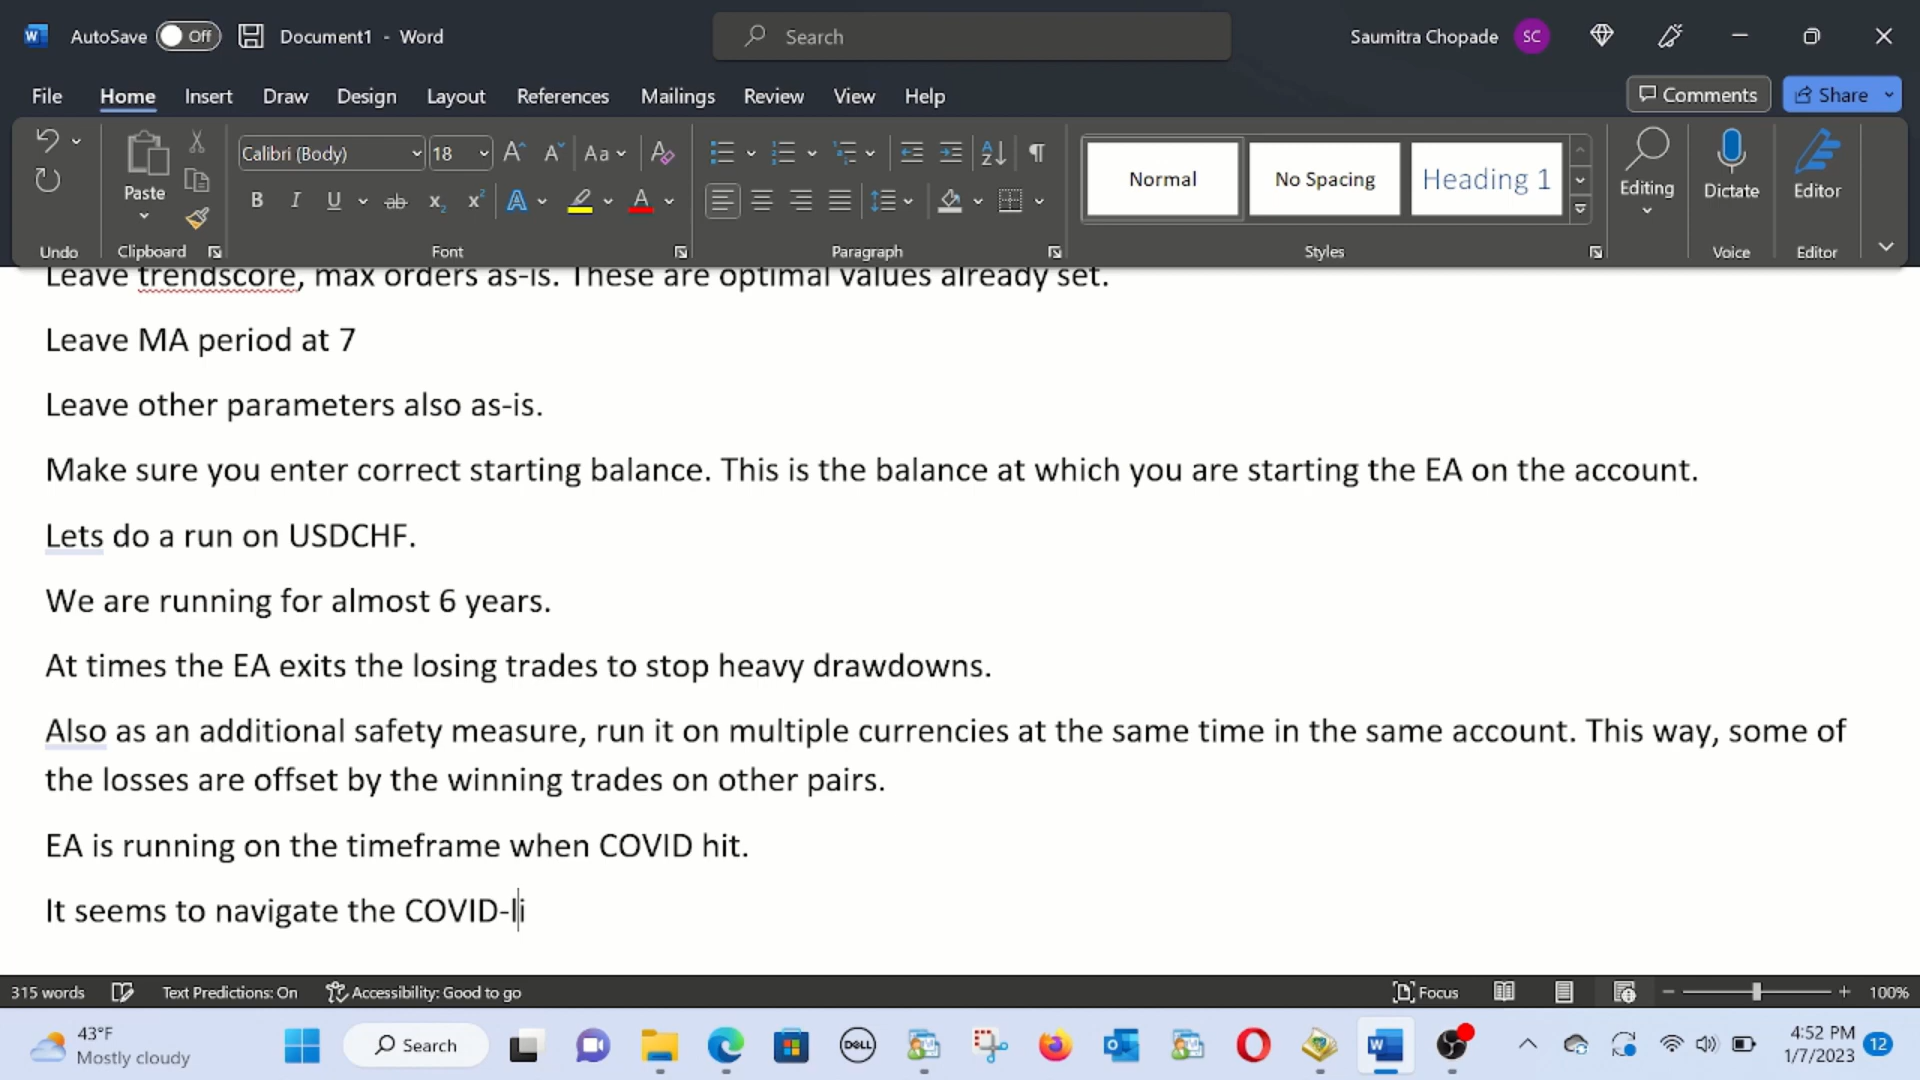 AutoSave Off Document1 - Word Search Saumitra Chopade SC
File Home Insert Draw Design Layout References Mailings Review View Help Comments Share
Calibri (Body) 18 Aa
Paste Normal No Spacing Heading 1 Editing Dictate Editor
Undo Clipboard Font Paragraph Styles Voice Editor
Leave trendscore, max orders as-is. These are optimal values already set.
Leave MA period at 7
Leave other parameters also as-is.
Make sure you enter correct starting balance. This is the balance at which you are starting the EA on the account.
Lets do a run on USDCHF.
We are running for almost 6 years.
At times the EA exits the losing trades to stop heavy drawdowns.
Also as an additional safety measure, run it on multiple currencies at the same time in the same account. This way, some of
the losses are offset by the winning trades on other pairs.
EA is running on the timeframe when COVID hit.
It seems to navigate the COVID-li
315 words Text Predictions: On Accessibility: Good to go Focus 100%
43°F
Mostly cloudy
Search
DELL
4:52 PM
1/7/2023
12